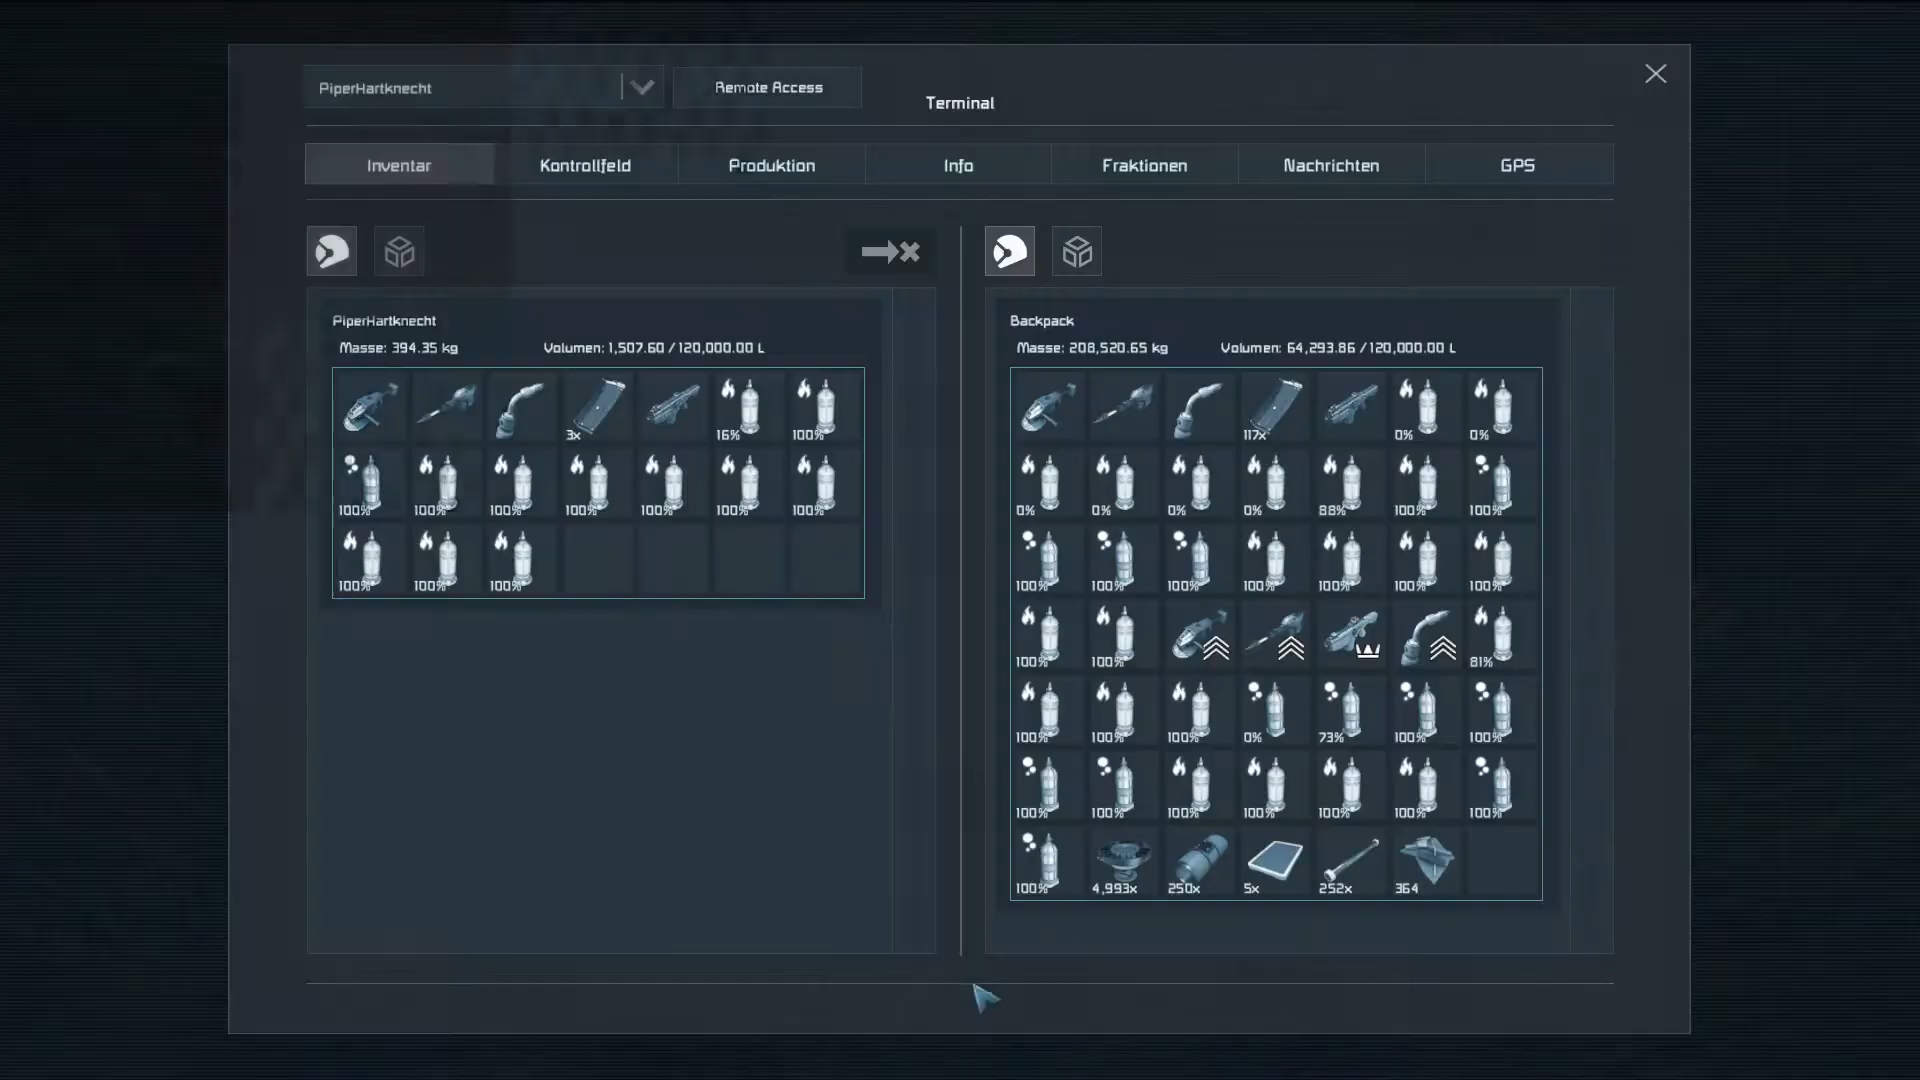 PiperHartknecht
Remote Access
Terminal
Inventar Kontrollfeld Produktion Info Fraktionen Nachrichten GPS
PiperHartknecht
Masse: 394.35 kg Volumen: 1,507.60 / 120,000.00 L
3x 16% 100%
100% 100% 100% 100% 100% 100% 100%
100% 100% 100%
Backpack
Masse: 208,520.65 kg Volumen: 64,293.86 / 120,000.00 L
117x 0% 0%
0% 0% 0% 0% 88% 100% 100%
100% 100% 100% 100% 100% 100% 100%
100% 100% 81%
100% 100% 100% 0% 73% 100% 100%
100% 100% 100% 100% 100% 100% 100%
100% 4,993x 250x 5x 252x 364